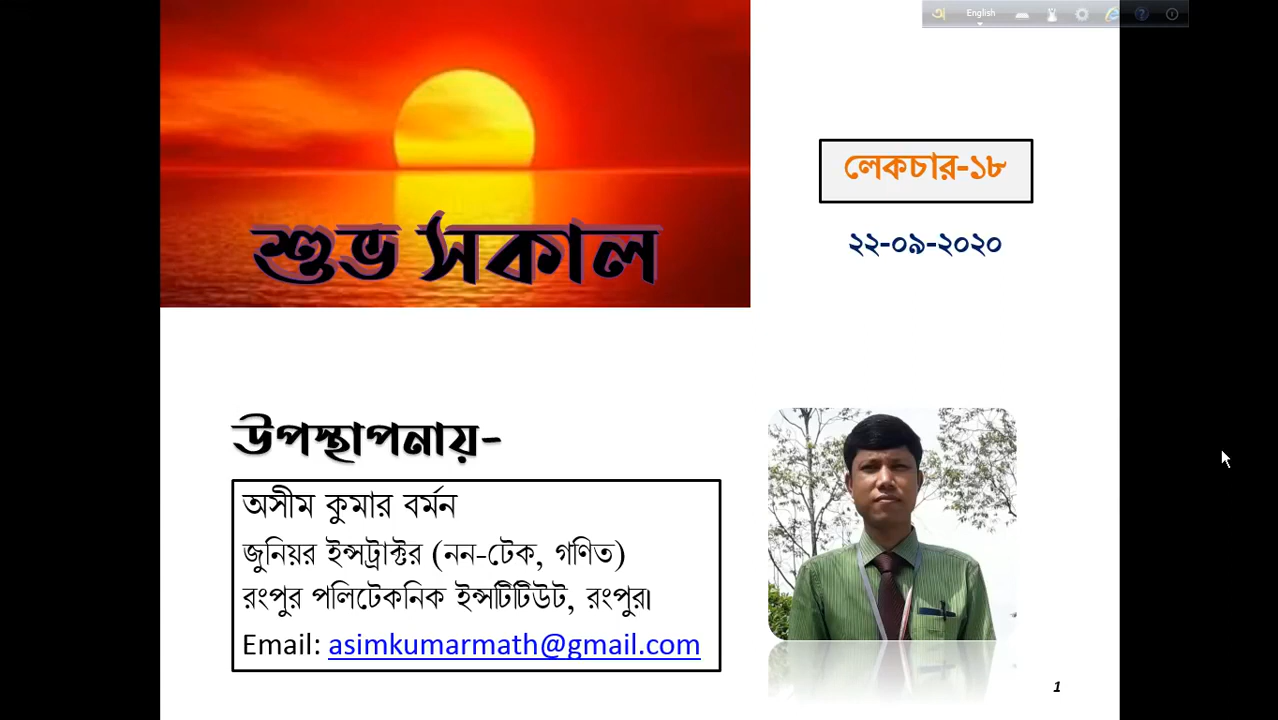 English
শুভ সকাল
লেকচার-১৮
২২-০৯-২০২০
উপস্থাপনায়-
অসীম কুমার বর্মন
জুনিয়র ইন্সট্রাক্টর (নন-টেক, গণিত)
রংপুর পলিটেকনিক ইন্সটিটিউট, রংপুর।
Email: asimkumarmath@gmail.com
1